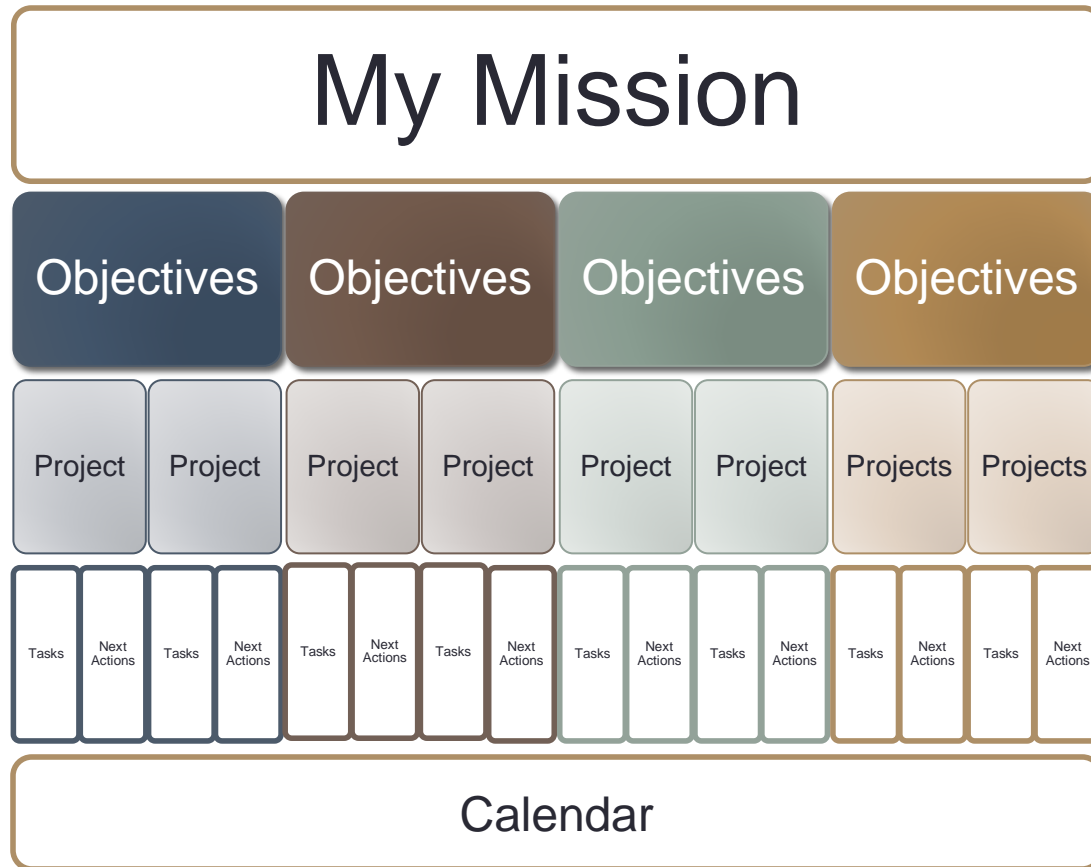 My Mission
Objectives
Objectives
Objectives
Objectives
Project
Project
Project
Project
Project
Project
Projects
Projects
Tasks
Next
Actions
Tasks
Next
Actions
Tasks
Next
Actions
Tasks
Next
Actions
Tasks
Next
Actions
Tasks
Next
Actions
Tasks
Next
Actions
Tasks
Next
Actions
Calendar